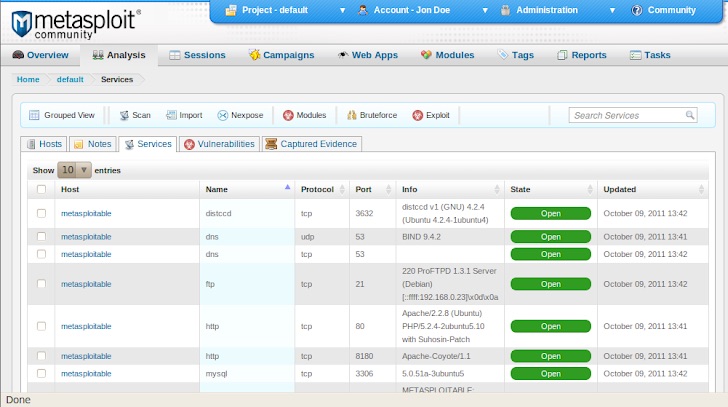 metasploit®
community
Project - default ▼ Account - Jon Doe ▼ Administration ▼ Community
Overview Analysis Sessions Campaigns Web Apps Modules Tags Reports Tasks
Home default Services
Grouped View Scan Import Nexpose Modules Bruteforce Exploit Search Services
Hosts Notes Services Vulnerabilities Captured Evidence
Show 10 entries
Host Name Protocol Port Info State Updated
metasploitable distccd tcp 3632 distccd v1 (GNU) 4.2.4 (Ubuntu 4.2.4-1ubuntu4) Open October 09, 2011 13:42
metasploitable dns udp 53 BIND 9.4.2 Open October 09, 2011 13:41
metasploitable dns tcp 53 Open October 09, 2011 13:42
metasploitable ftp tcp 21 220 ProFTPD 1.3.1 Server (Debian) [::ffff:192.168.0.23]\x0d\x0a Open October 09, 2011 13:42
metasploitable http tcp 80 Apache/2.2.8 (Ubuntu) PHP/5.2.4-2ubuntu5.10 with Suhosin-Patch Open October 09, 2011 13:41
metasploitable http tcp 8180 Apache-Coyote/1.1 Open October 09, 2011 13:41
metasploitable mysql tcp 3306 5.0.51a-3ubuntu5 Open October 09, 2011 13:42
METASPLOITABLE:
Done